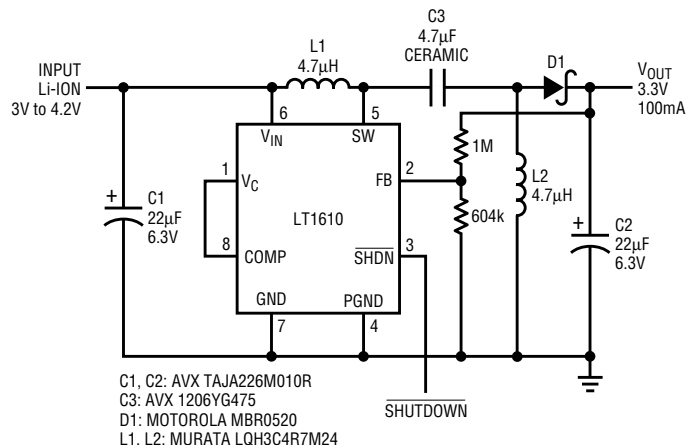 C3
4.7µF
CERAMIC
L1
4.7µH
D1
INPUT
Li-ION
3V to 4.2V
VOUT
3.3V
100mA
6
5
VIN
SW
1M
1
VC
FB
2
L2
4.7µH
C1
22µF
6.3V
+
LT1610
604k
C2
22µF
6.3V
+
8
COMP
SHDN
3
GND
PGND
7
4
C1, C2: AVX TAJA226M010R
C3: AVX 1206YG475
D1: MOTOROLA MBR0520
L1, L2: MURATA LQH3C4R7M24
SHUTDOWN